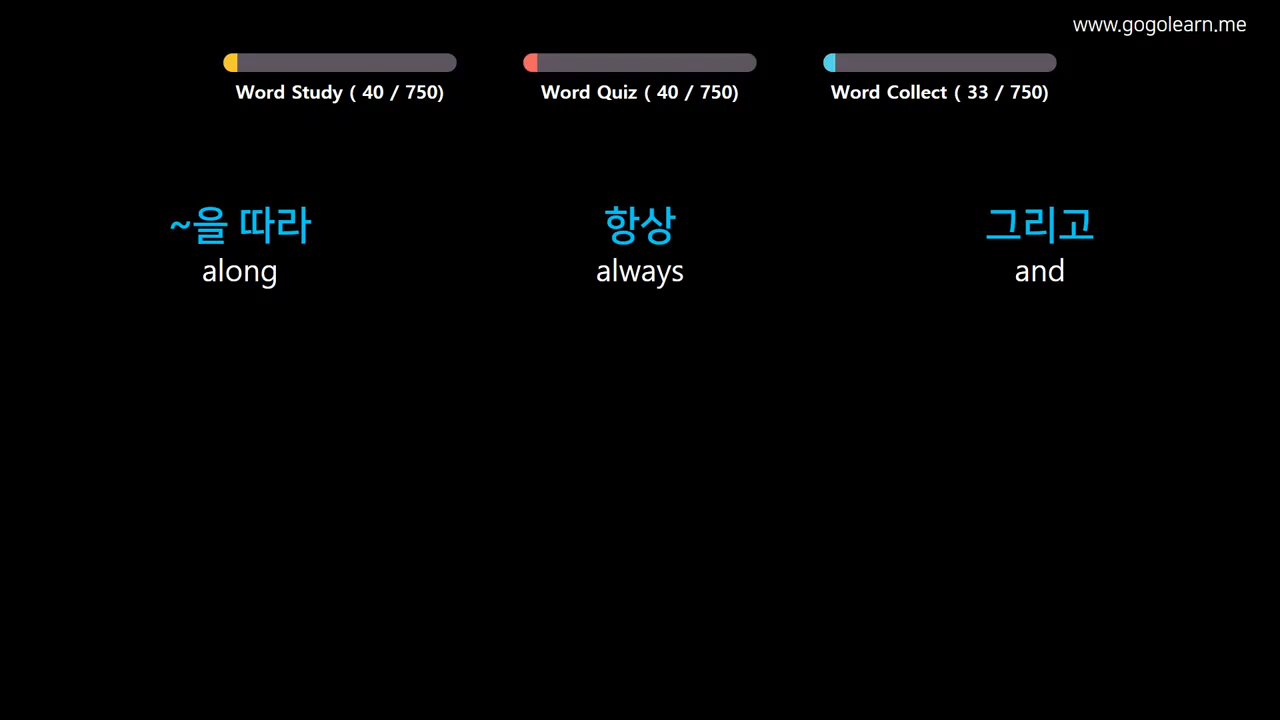 www.gogolearn.me
Word Study ( 40 / 750)
Word Quiz ( 40 / 750)
Word Collect ( 33 / 750)
~을 따라
along
항상
always
그리고
and